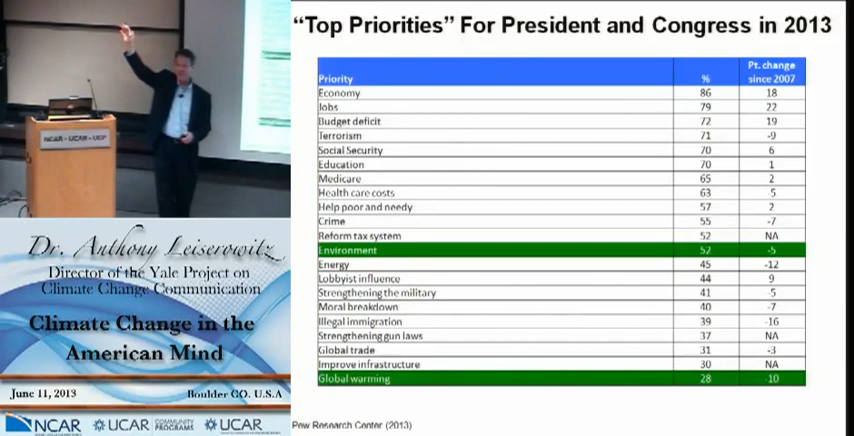 "Top Priorities" For President and Congress in 2013
Priority % Pt. change since 2007
Economy 86 18
Jobs 79 22
Budget deficit 72 19
Terrorism 71 -9
Social Security 70 6
Education 70 1
Medicare 65 2
Health care costs 63 5
Help poor and needy 57 2
Crime 55 -7
Reform tax system 52 NA
Environment 52 -5
Energy 45 -12
Lobbyist influence 44 9
Strengthening the military 41 -5
Moral breakdown 40 -7
Illegal immigration 39 -16
Strengthening gun laws 37 NA
Global trade 31 -3
Improve infrastructure 30 NA
Global warming 28 -10
Pew Research Center (2013)
NCAR-UCAR-UOP
Dr. Anthony Leiserowitz
Director of the Yale Project on
Climate Change Communication
Climate Change in the
American Mind
June 11, 2013 Boulder CO. U.S.A
NCAR UCAR COMMUNITY PROGRAMS UCAR